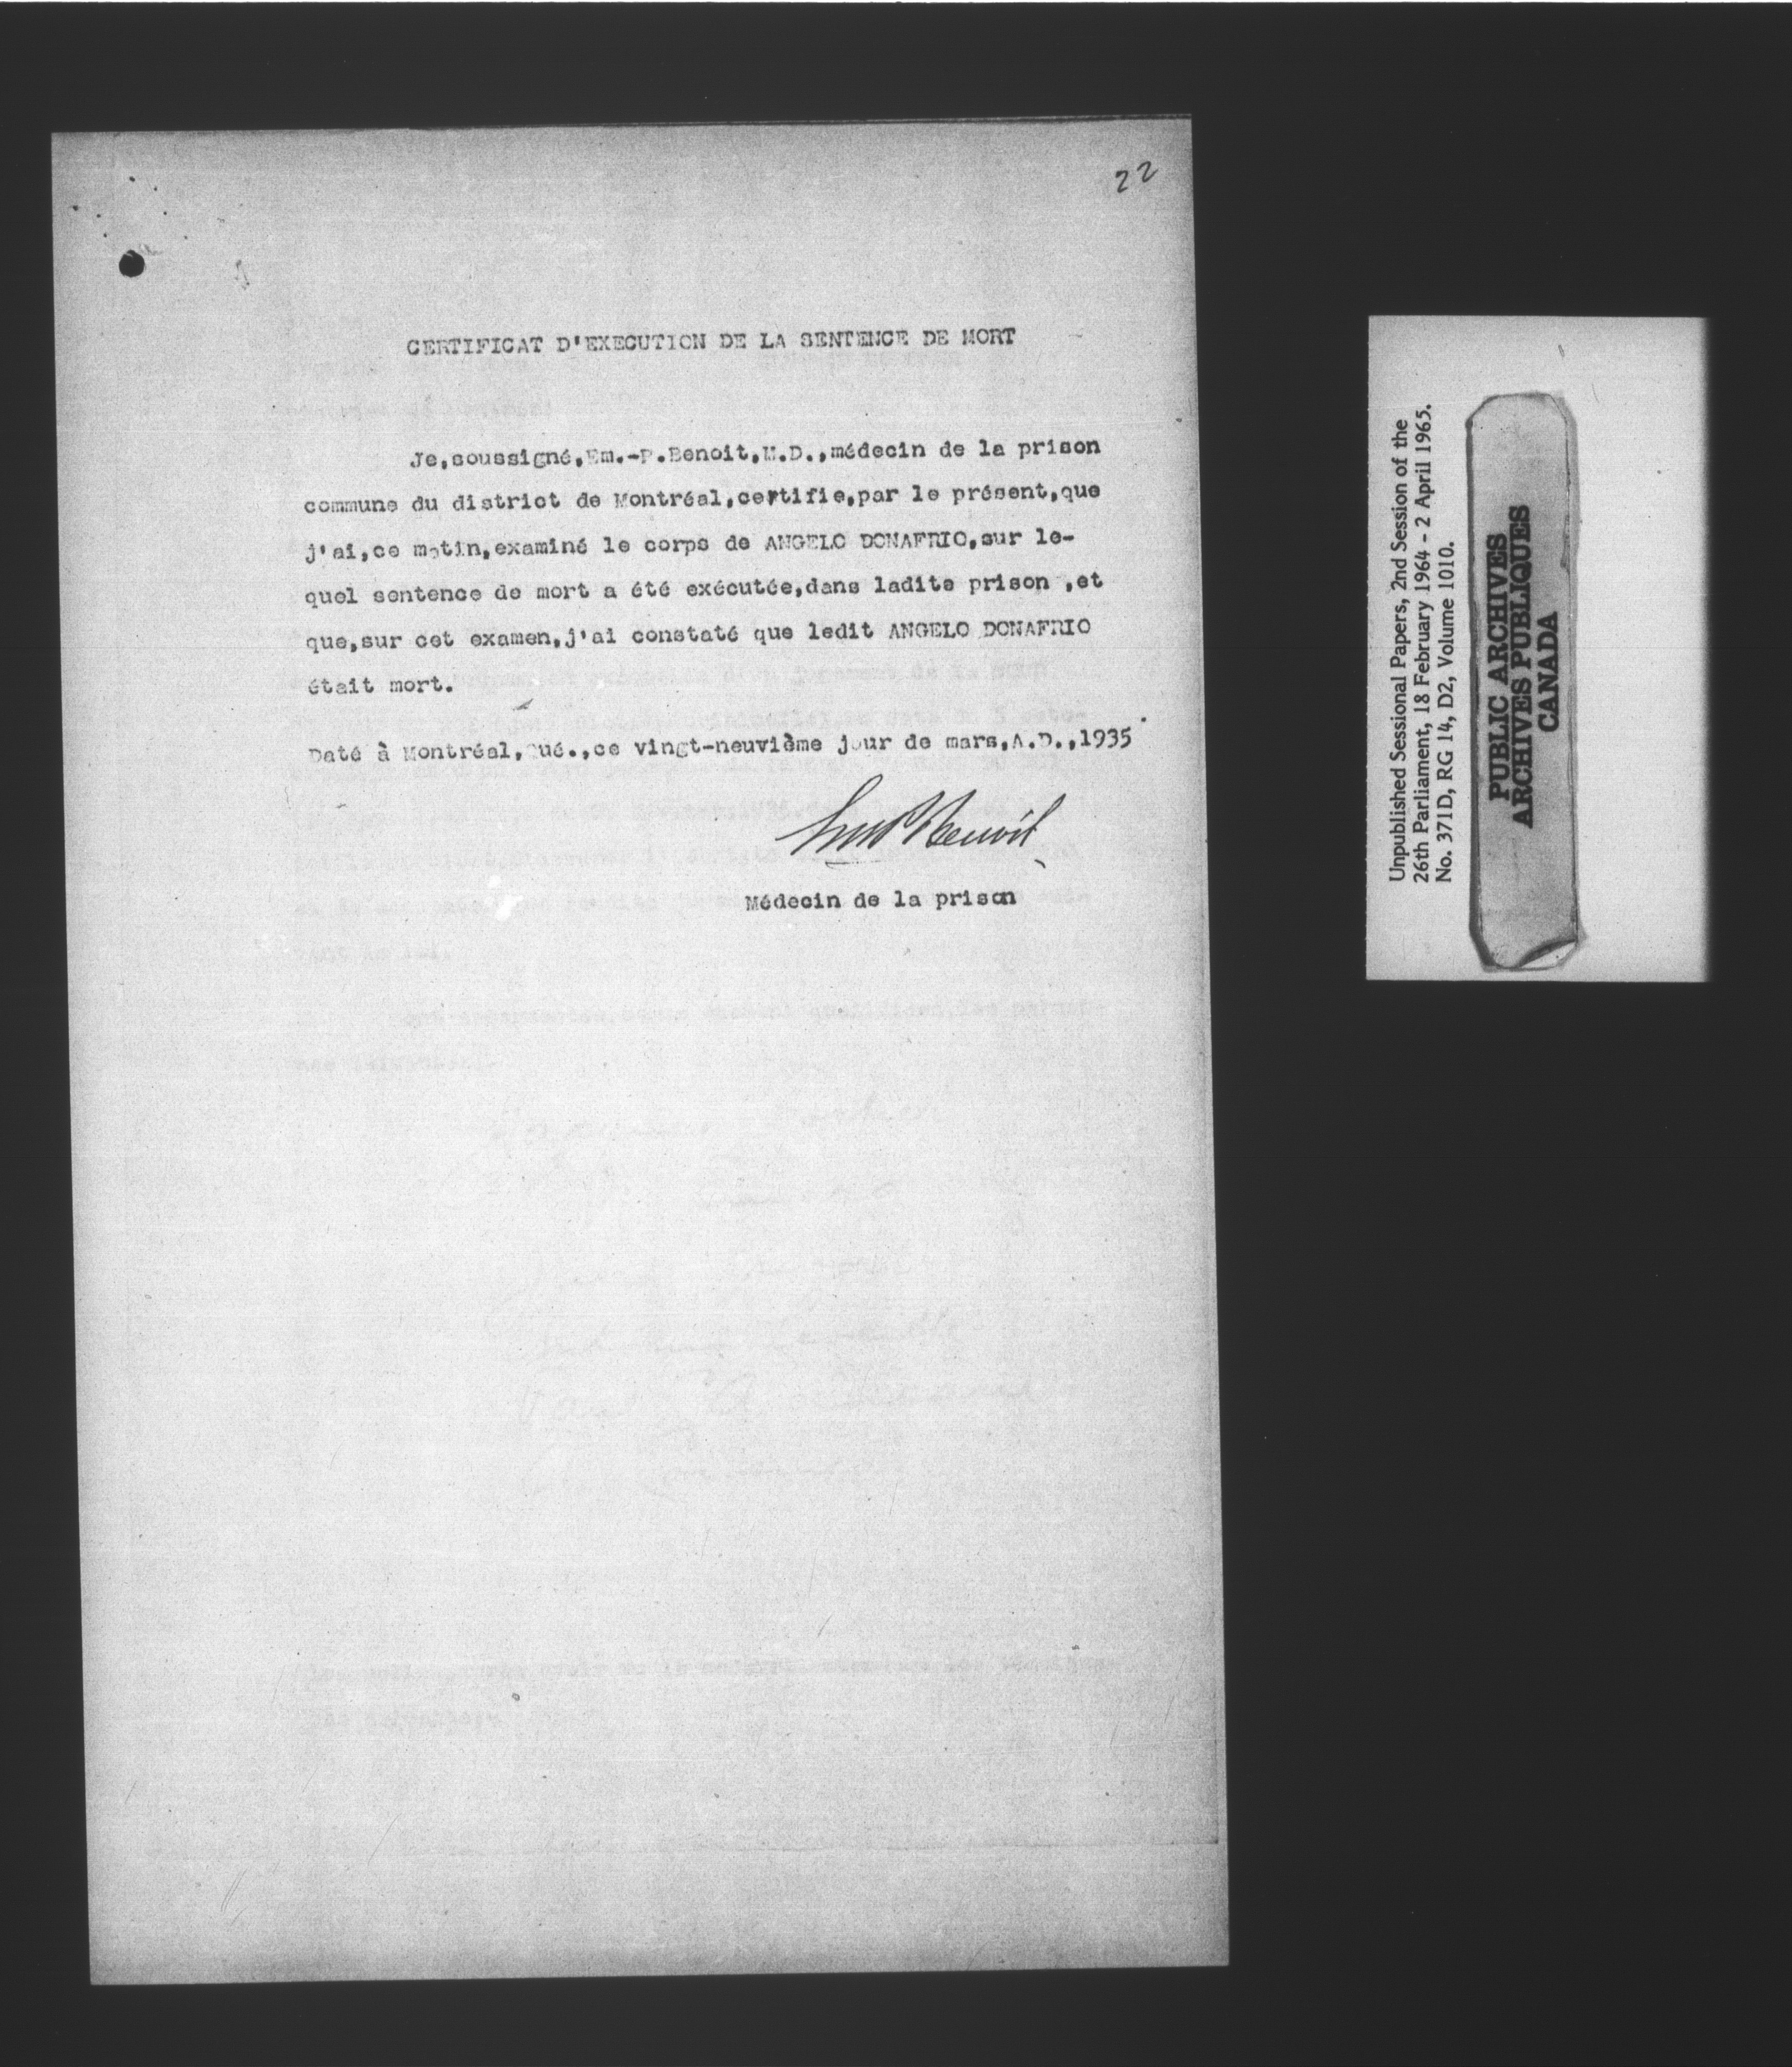 22
CERTIFICAT D'EXECUTION DE LA SENTENCE DE MORT
Je,soussigné,Em.-P.Benoit,M.D.,médecin de la prison
commune du district de Montréal,certifie,par le présent,que
j'ai,ce matin,examiné le corps de ANGELO DONAFRIO,sur le-
quel sentence de mort a été exécutée,dans ladite prison ,et
que,sur cet examen,j'ai constaté que ledit ANGELO DONAFRIO
était mort.
Daté à Montréal,Qué.,ce vingt-neuvième jour de mars,A.D.,1935
Benoit
Médecin de la prison
Unpublished Sessional Papers, 2nd Session of the
26th Parliament, 18 February 1964 - 2 April 1965.
No. 371D, RG 14, D2, Volume 1010.
PUBLIC ARCHIVES
ARCHIVES PUBLIQUES
CANADA